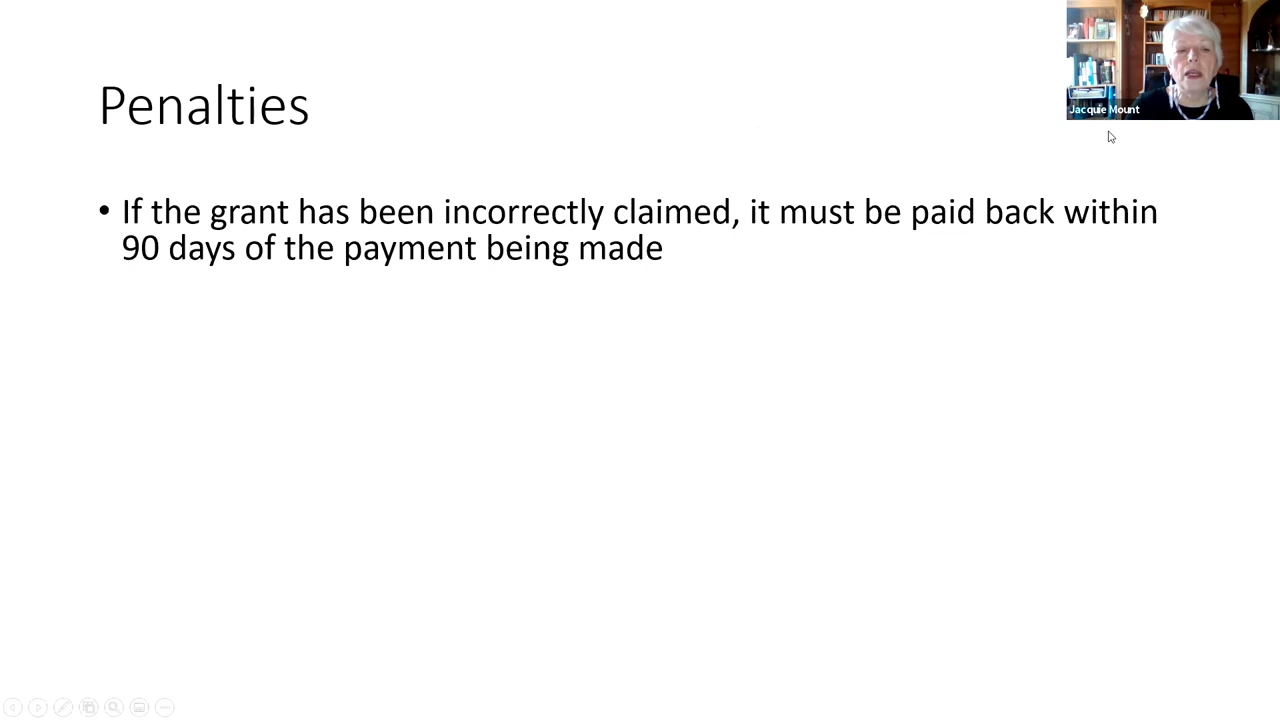 Jacquie Mount
Penalties
• If the grant has been incorrectly claimed, it must be paid back within
90 days of the payment being made